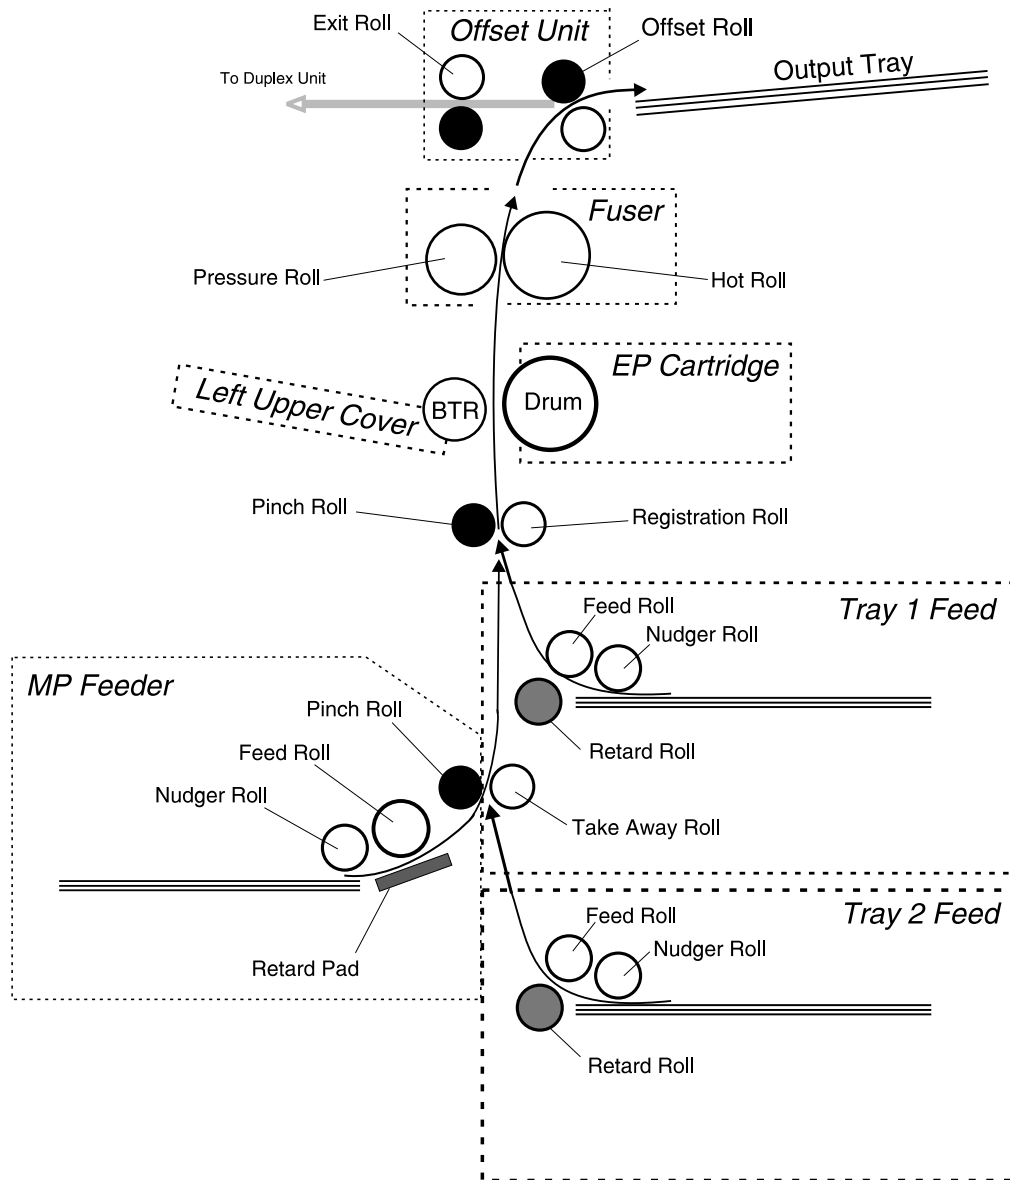 Exit Roll
Offset Unit
Offset Roll
To Duplex Unit
Output Tray
Fuser
Pressure Roll
Hot Roll
EP Cartridge
Left Upper Cover
BTR
Drum
Pinch Roll
Registration Roll
Tray 1 Feed
Feed Roll
Nudger Roll
MP Feeder
Pinch Roll
Feed Roll
Retard Roll
Nudger Roll
Take Away Roll
Tray 2 Feed
Feed Roll
Nudger Roll
Retard Pad
Retard Roll